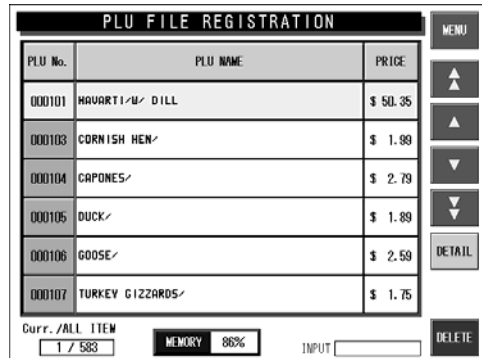 PLU FILE REGISTRATION
MENU
PLU No. PLU NAME PRICE
000101 HAVARTI/W/ DILL $ 50.35
000103 CORNISH HEN/ $ 1.99
000104 CAPONES/ $ 2.79
000105 DUCK/ $ 1.89
000106 GOOSE/ $ 2.59
DETAIL
000107 TURKEY GIZZARDS/ $ 1.75
Curr./ALL ITEM
1 / 583
MEMORY 86%
INPUT
DELETE